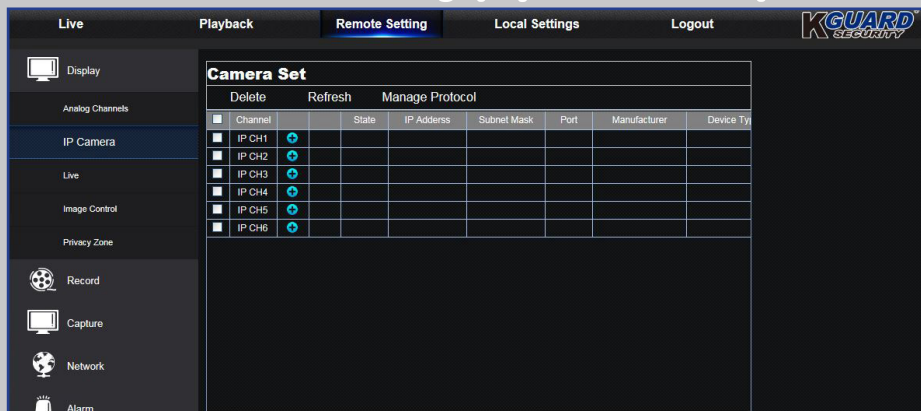 Live Playback Remote Setting Local Settings Logout KGUARD SECURITY
Display
Analog Channels
IP Camera
Live
Image Control
Privacy Zone
Record
Capture
Network
Alarm
Camera Set
Delete Refresh Manage Protocol
Channel State IP Adderss Subnet Mask Port Manufacturer Device Ty
IP CH1
IP CH2
IP CH3
IP CH4
IP CH5
IP CH6